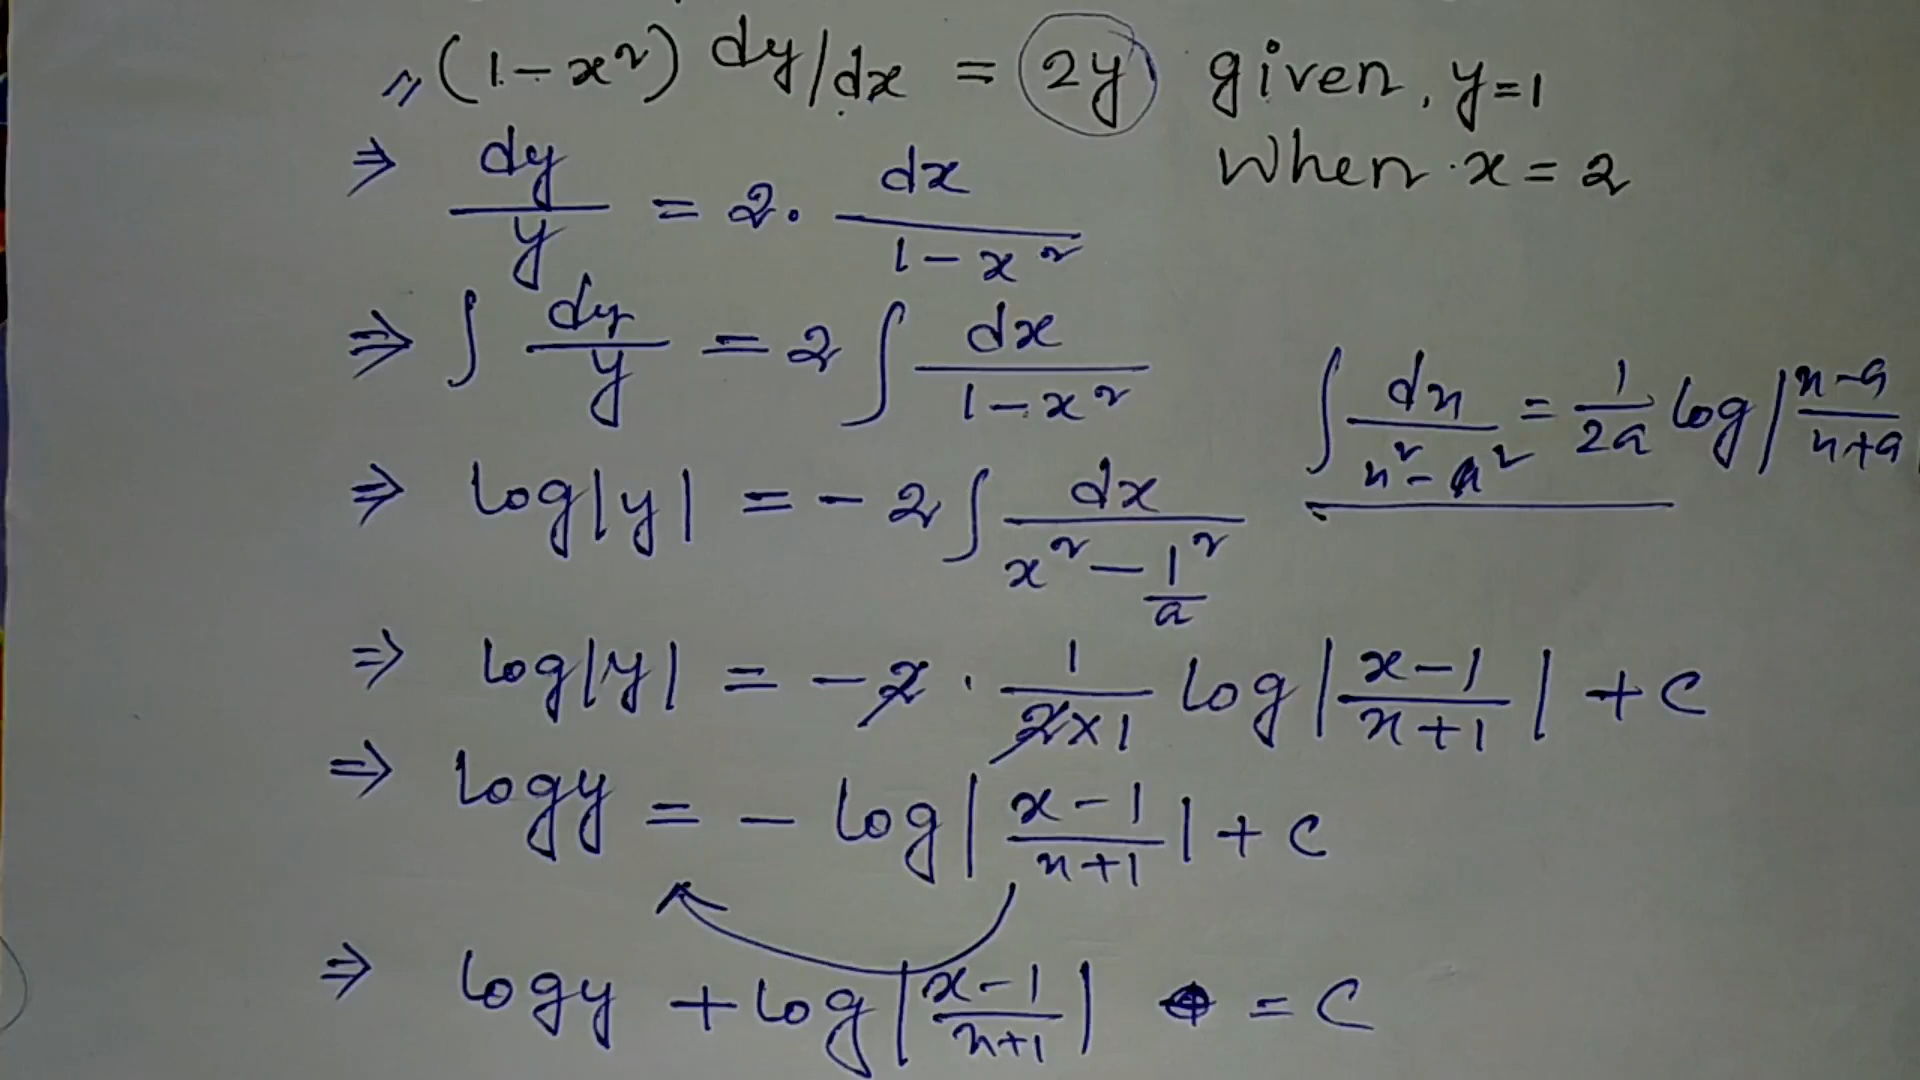 " (1-x²) dy/dx = 2y given, y=1
when x = 2
⇒ dy/y = 2. dx/1-x²
⇒ ∫ dy/y = 2 ∫ dx/1-x²
∫ dx/x²-a² = 1/2a log|x-a/x+a
⇒ log|y| = -2 ∫ dx/x²-1² a
⇒ log|y| = -2 . 1/2×1 log|x-1/x+1| + c
⇒ logy = - log|x-1/x+1| + c
⇒ logy + log|x-1/x+1| = c